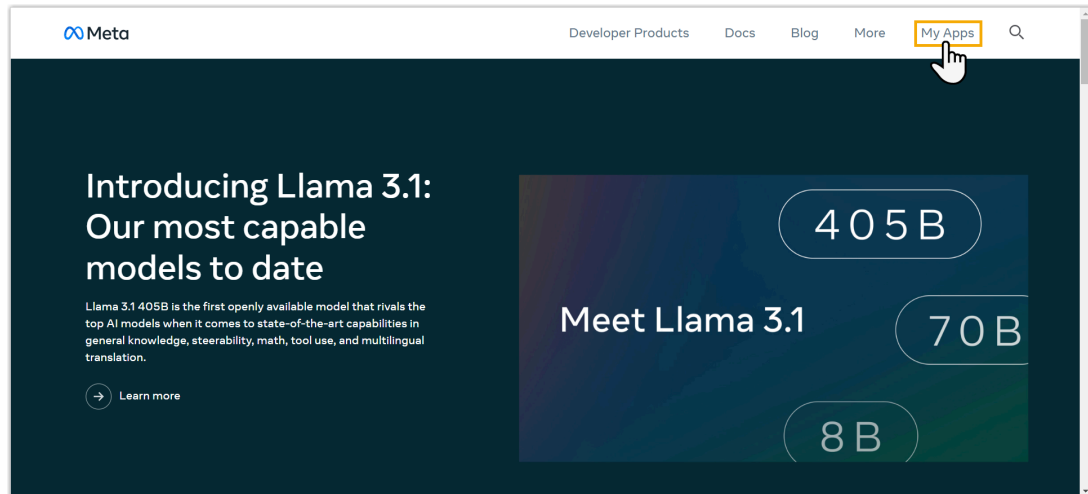 Meta
Developer Products Docs Blog More My Apps
Introducing Llama 3.1:
Our most capable
models to date
Llama 3.1 405B is the first openly available model that rivals the
top AI models when it comes to state-of-the-art capabilities in
general knowledge, steerability, math, tool use, and multilingual
translation.
Learn more
405B
Meet Llama 3.1
70B
8B